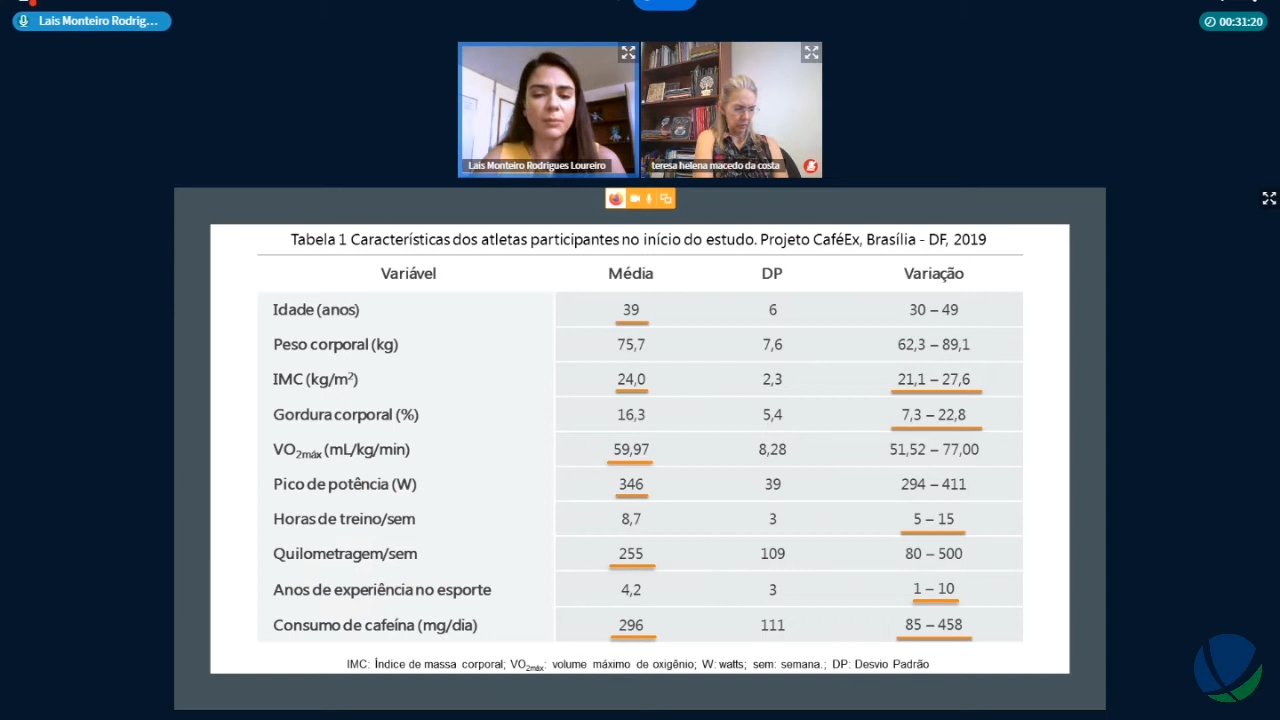 Lais Monteiro Rodrig...
00:31:20
Lais Monteiro Rodrigues Loureiro
teresa helena macedo da costa
Tabela 1 Características dos atletas participantes no início do estudo. Projeto CaféEx, Brasília - DF, 2019
Variável Média DP Variação
Idade (anos) 39 6 30 – 49
Peso corporal (kg) 75,7 7,6 62,3 – 89,1
IMC (kg/m²) 24,0 2,3 21,1 – 27,6
Gordura corporal (%) 16,3 5,4 7,3 – 22,8
VO₂máx (mL/kg/min) 59,97 8,28 51,52 – 77,00
Pico de potência (W) 346 39 294 – 411
Horas de treino/sem 8,7 3 5 – 15
Quilometragem/sem 255 109 80 – 500
Anos de experiência no esporte 4,2 3 1 – 10
Consumo de cafeína (mg/dia) 296 111 85 – 458
IMC: Índice de massa corporal; VO₂máx: volume máximo de oxigênio; W: watts; sem: semana.; DP: Desvio Padrão